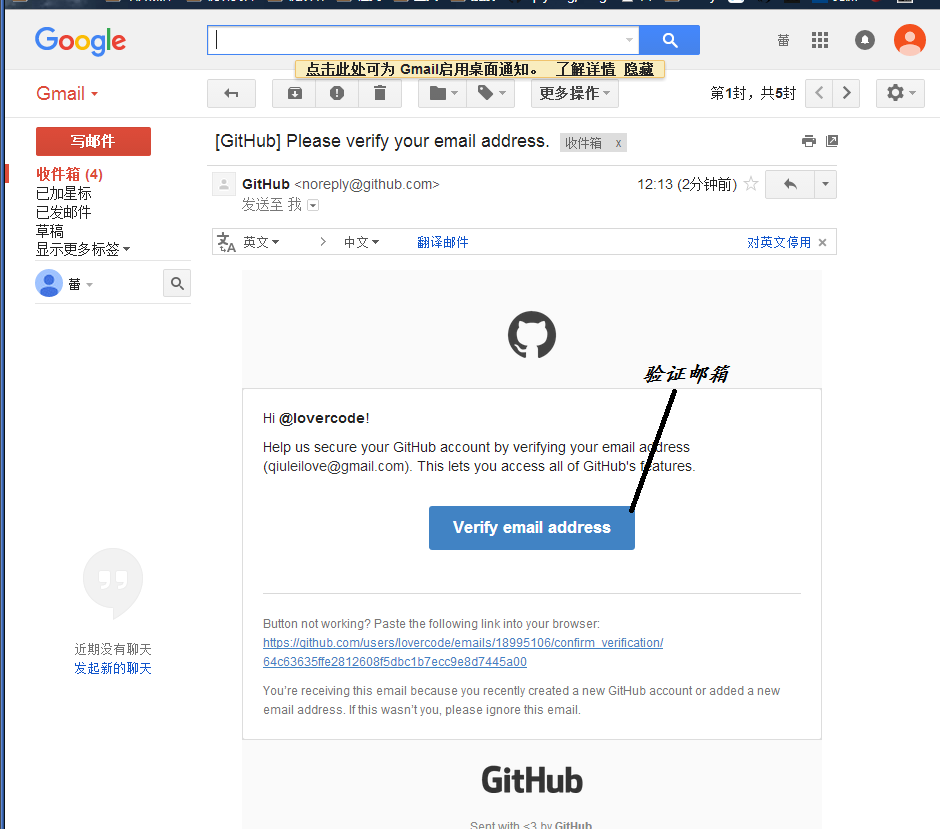 Google
蕾
点击此处可为 Gmail启用桌面通知。 了解详情 隐藏
Gmail
更多操作
第1封，共5封
写邮件
[GitHub] Please verify your email address.
收件箱 x
收件箱 (4)
已加星标
已发邮件
草稿
显示更多标签
蕾
GitHub <noreply@github.com>
12:13 (2分钟前)
发送至 我
英文 > 中文 翻译邮件
对英文停用 ×
验证邮箱
Hi @lovercode!
Help us secure your GitHub account by verifying your email address
(qiuleilove@gmail.com). This lets you access all of GitHub's features.
Verify email address
Button not working? Paste the following link into your browser:
https://github.com/users/lovercode/emails/18995106/confirm_verification/
64c63635ffe2812608f5dbc1b7ecc9e8d7445a00
You’re receiving this email because you recently created a new GitHub account or added a new
email address. If this wasn’t you, please ignore this email.
近期没有聊天
发起新的聊天
GitHub
Sent with <3 by GitHub